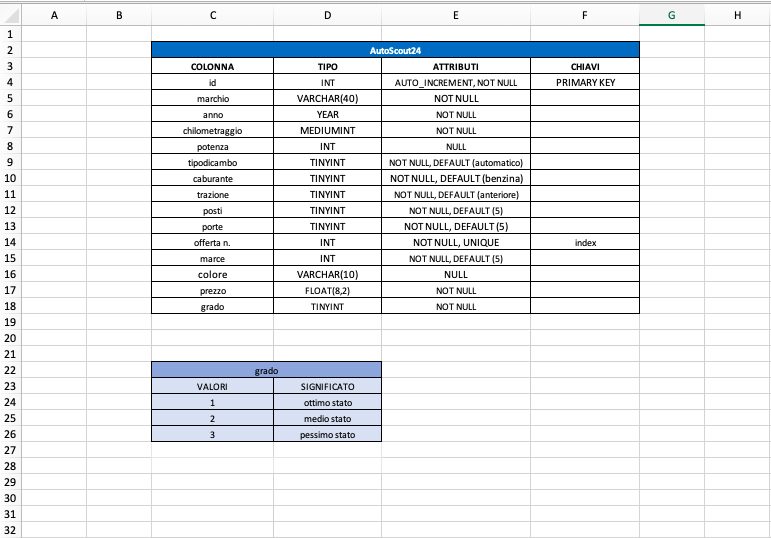 A B C D E F G H
1
2 AutoScout24
3 COLONNA TIPO ATTRIBUTI CHIAVI
4 id INT AUTO_INCREMENT, NOT NULL PRIMARY KEY
5 marchio VARCHAR(40) NOT NULL
6 anno YEAR NOT NULL
7 chilometraggio MEDIUMINT NOT NULL
8 potenza INT NULL
9 tipodicambo TINYINT NOT NULL, DEFAULT (automatico)
10 caburante TINYINT NOT NULL, DEFAULT (benzina)
11 trazione TINYINT NOT NULL, DEFAULT (anteriore)
12 posti TINYINT NOT NULL, DEFAULT (5)
13 porte TINYINT NOT NULL, DEFAULT (5)
14 offerta n. INT NOT NULL, UNIQUE index
15 marce INT NOT NULL, DEFAULT (5)
16 colore VARCHAR(10) NULL
17 prezzo FLOAT(8,2) NOT NULL
18 grado TINYINT NOT NULL
19
20
21
22 grado
23 VALORI SIGNIFICATO
24 1 ottimo stato
25 2 medio stato
26 3 pessimo stato
27
28
29
30
31
32